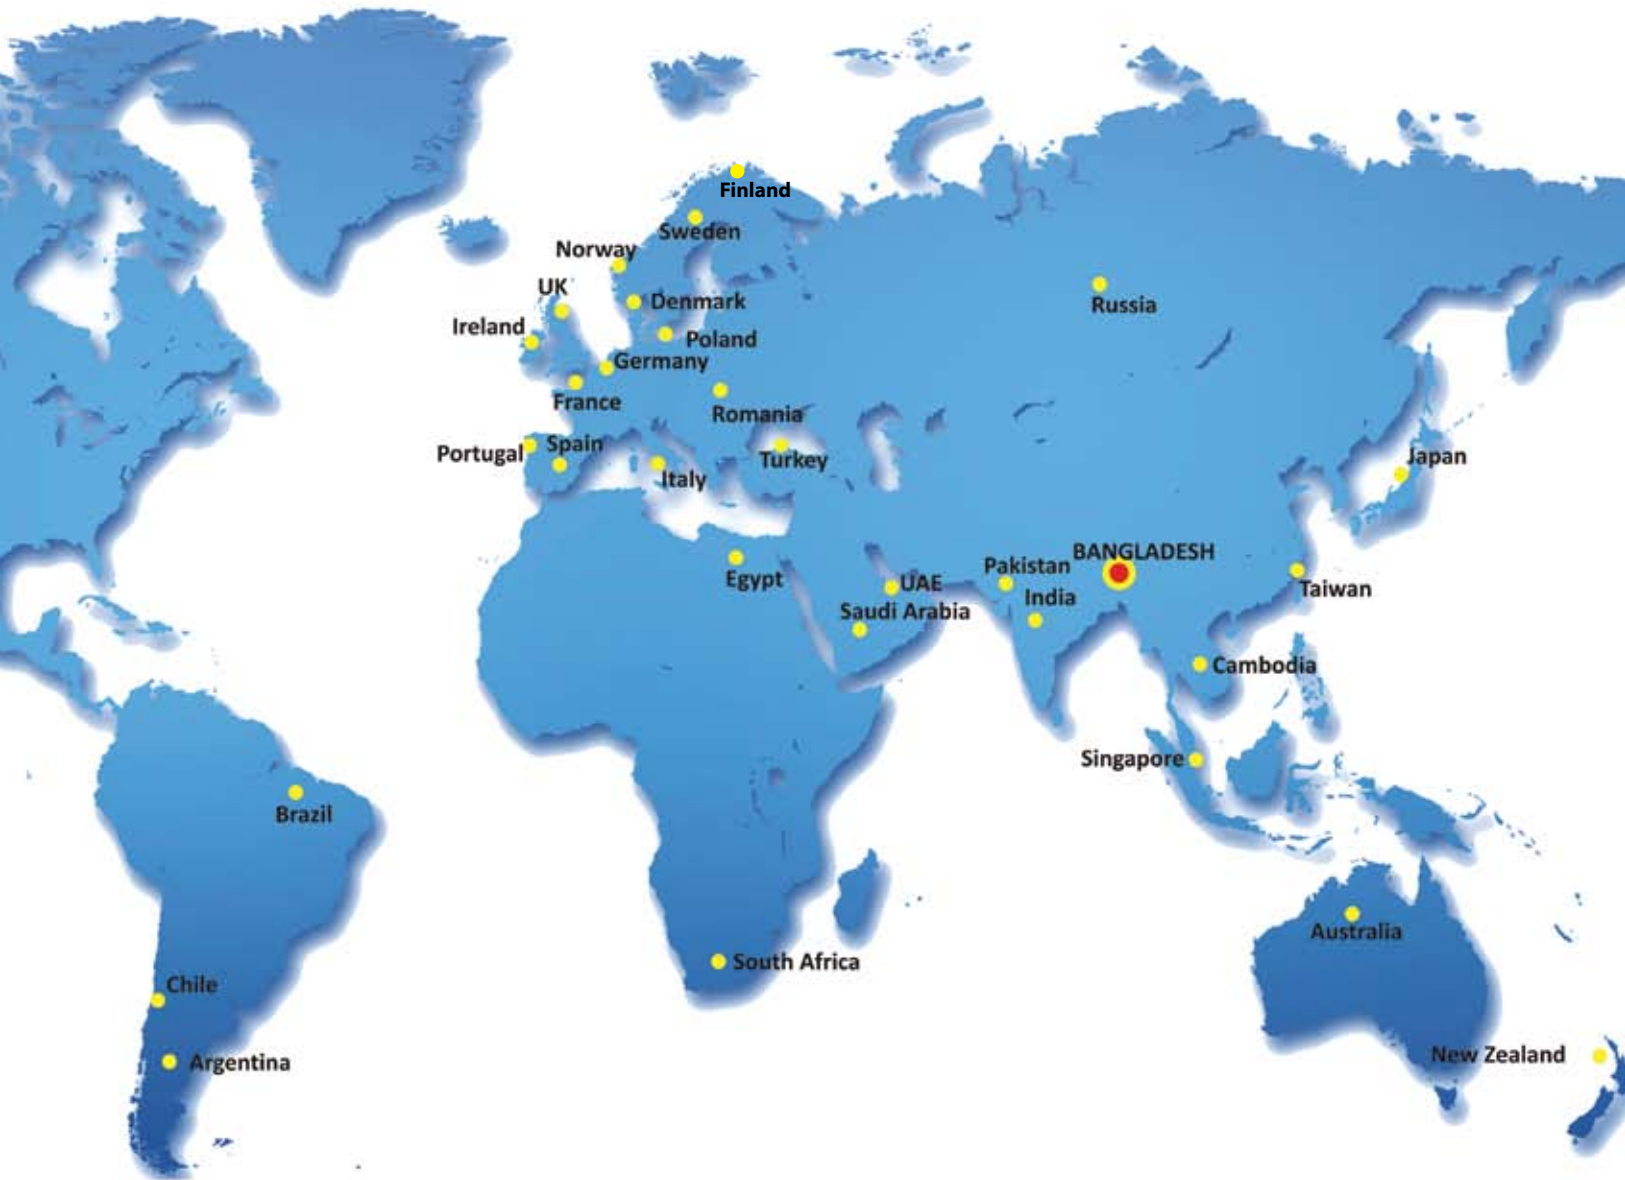 Finland
Sweden
Norway
UK
Denmark
Russia
Ireland
Poland
Germany
France
Romania
Portugal
Spain
Turkey
Italy
Japan
BANGLADESH
Pakistan
Egypt
UAE
India
Taiwan
Saudi Arabia
Cambodia
Singapore
Brazil
Australia
South Africa
Chile
New Zealand
Argentina